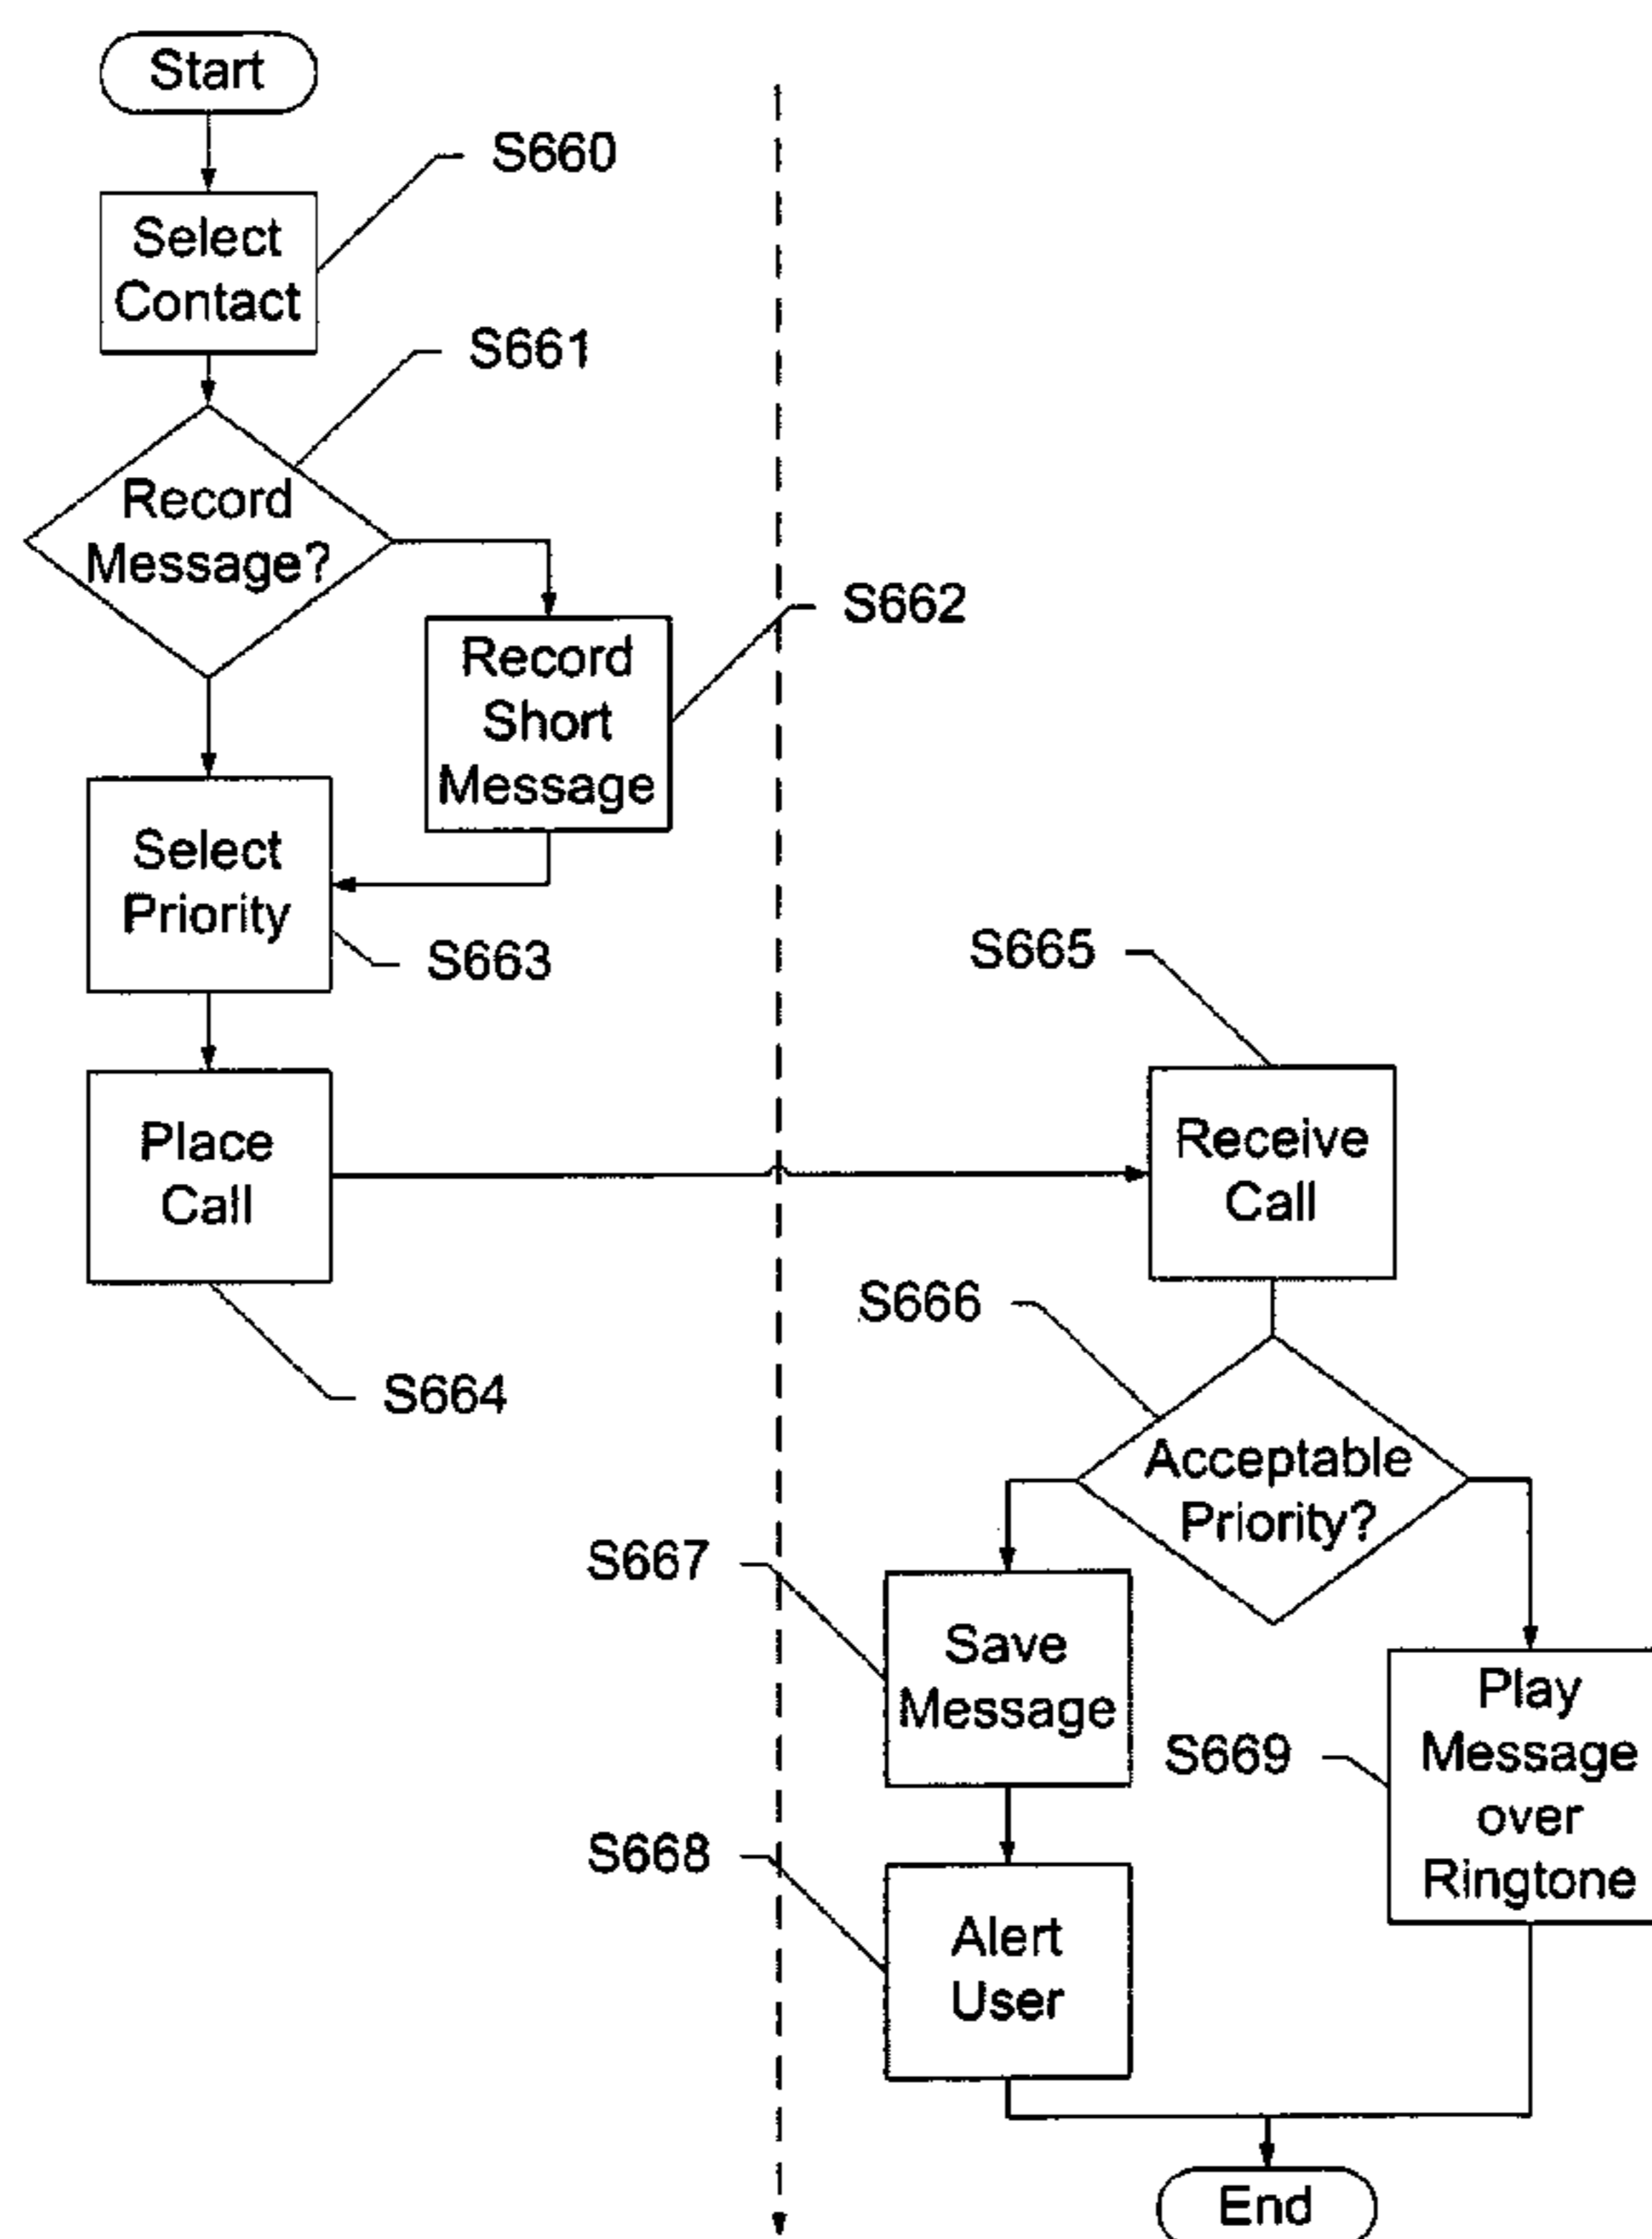 Start
S660
Select
Contact
S661
Record
Message?
S662
Record
Short
Message
Select
Priority
S663
S665
Place
Call
Receive
Call
S664
S666
Acceptable
Priority?
S667
Save
Message
S669
Play
Message
over
Ringtone
S668
Alert
User
End